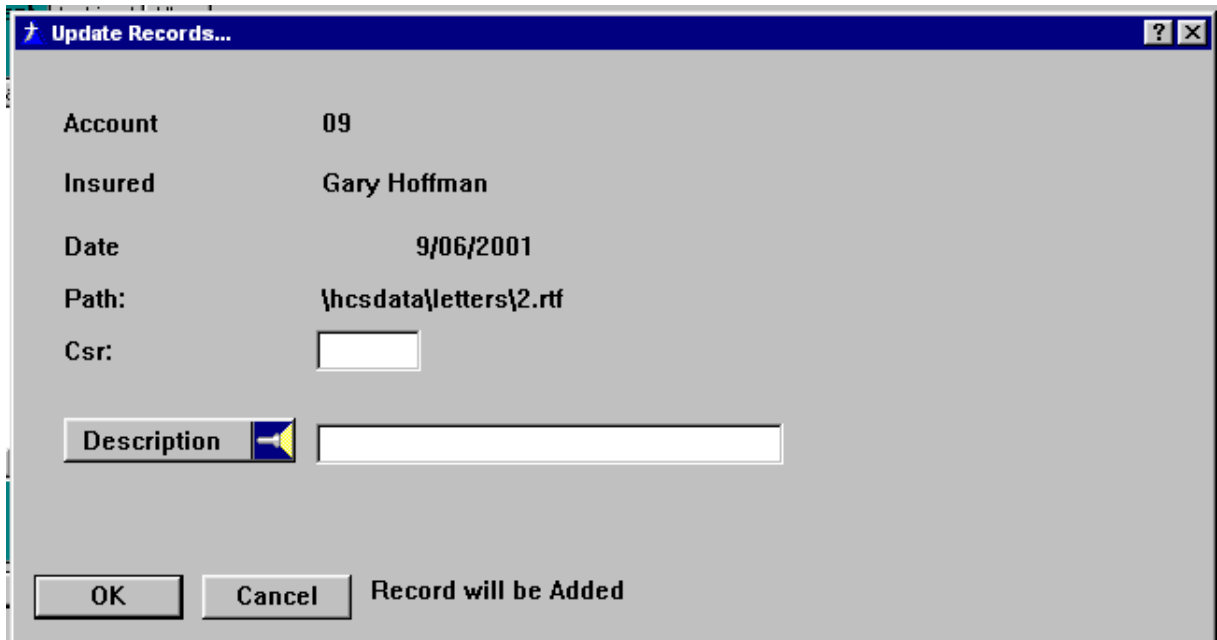 Update Records...
Account 09
Insured Gary Hoffman
Date 9/06/2001
Path: \hcsdata\letters\2.rtf
Csr:
Description
OK Cancel Record will be Added